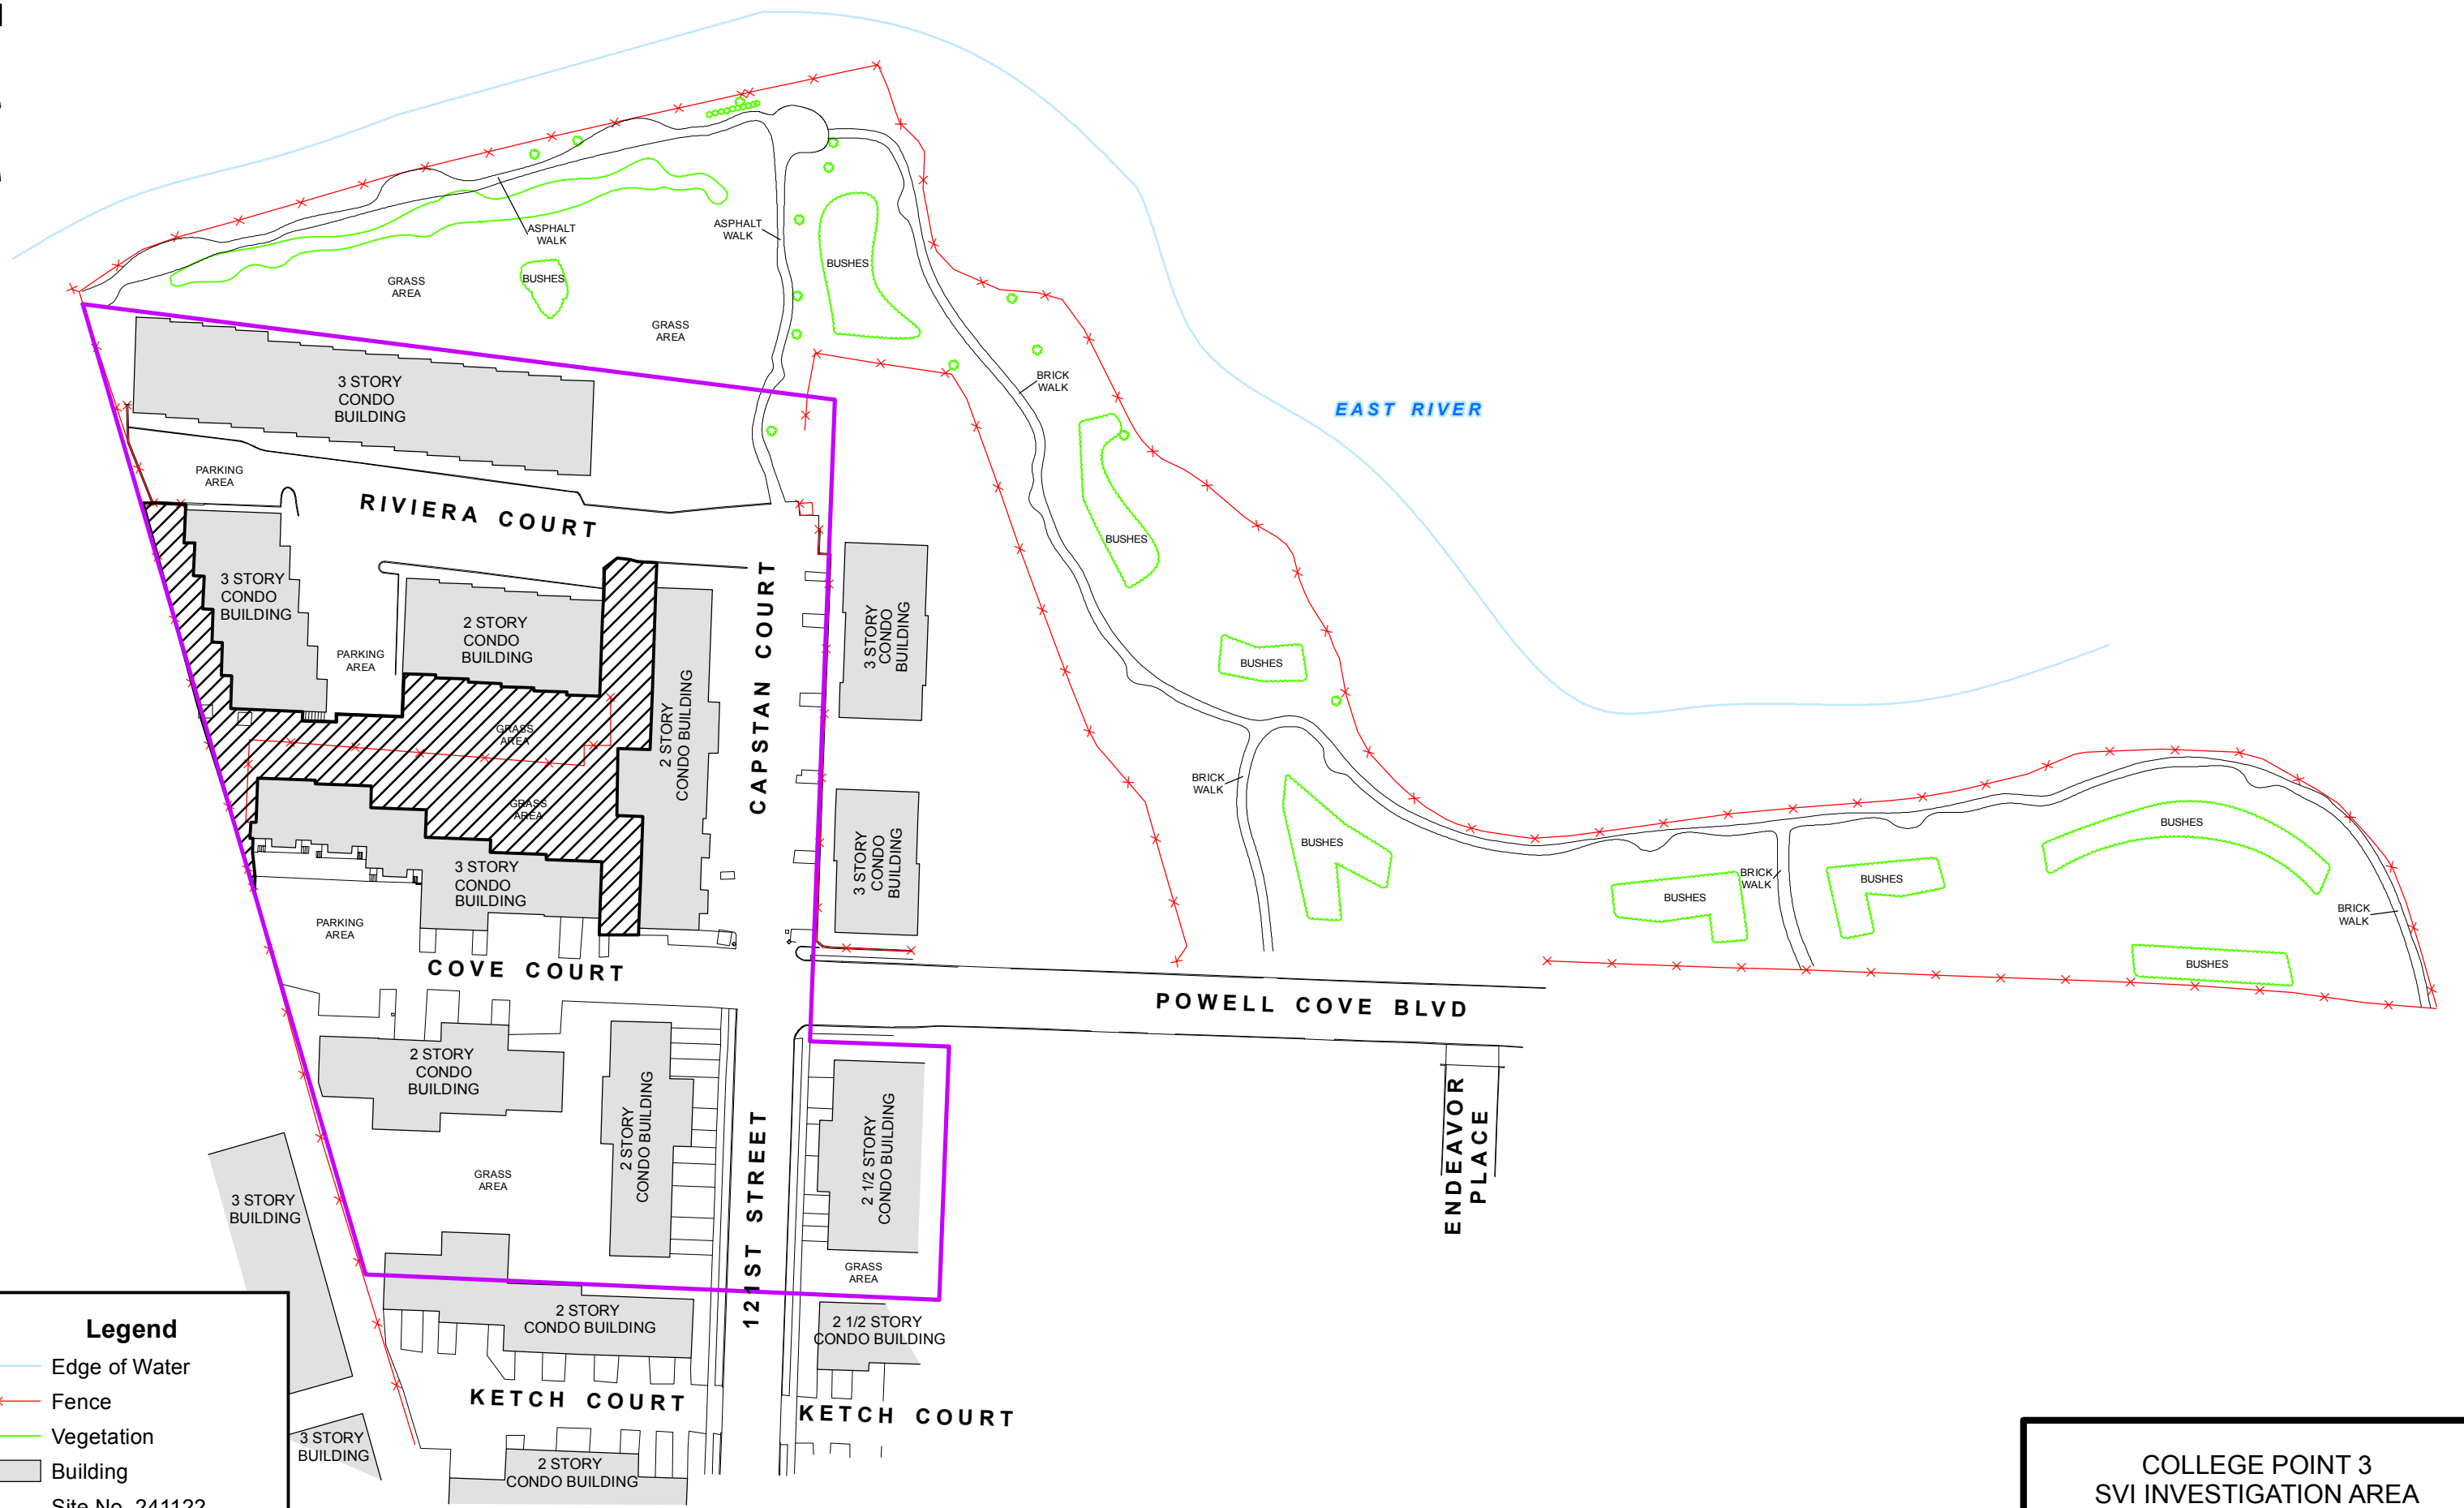 ASPHALT
WALK
ASPHALT
WALK
BUSHES
GRASS
AREA
BUSHES
GRASS
AREA
3 STORY
CONDO
BUILDING
BRICK
WALK
EAST RIVER
PARKING
AREA
RIVIERA COURT
BUSHES
3 STORY
CONDO
BUILDING
2 STORY
CONDO
BUILDING
PARKING
AREA
CAPSTAN COURT
3 STORY
CONDO
BUILDING
BUSHES
2 STORY
CONDO BUILDING
GRASS
AREA
GRASS
AREA
BRICK
WALK
3 STORY
CONDO
BUILDING
BUSHES
BUSHES
3 STORY
CONDO
BUILDING
BRICK
WALK
BUSHES
BUSHES
BRICK
WALK
PARKING
AREA
COVE COURT
BUSHES
POWELL COVE BLVD
2 STORY
CONDO
BUILDING
2 STORY
CONDO BUILDING
121ST STREET
2 1/2 STORY
CONDO BUILDING
ENDEAVOR
PLACE
GRASS
AREA
3 STORY
BUILDING
GRASS
AREA
2 STORY
CONDO BUILDING
2 1/2 STORY
CONDO BUILDING
KETCH COURT
KETCH COURT
3 STORY
BUILDING
2 STORY
CONDO BUILDING
Legend
Edge of Water
Fence
Vegetation
Building
Site No. 241122
COLLEGE POINT 3
SVI INVESTIGATION AREA